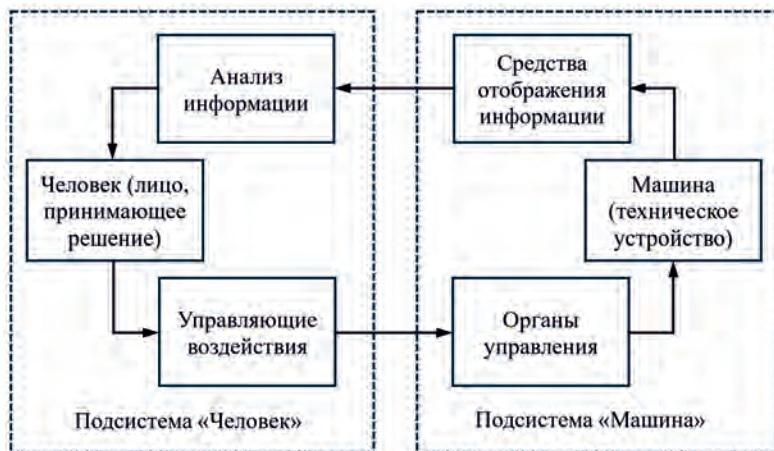 Анализ
информации
Средства
отображения
информации
Человек (лицо,
принимающее
решение)
Машина
(техническое
устройство)
Управляющие
воздействия
Органы
управления
Подсистема «Человек»
Подсистема «Машина»